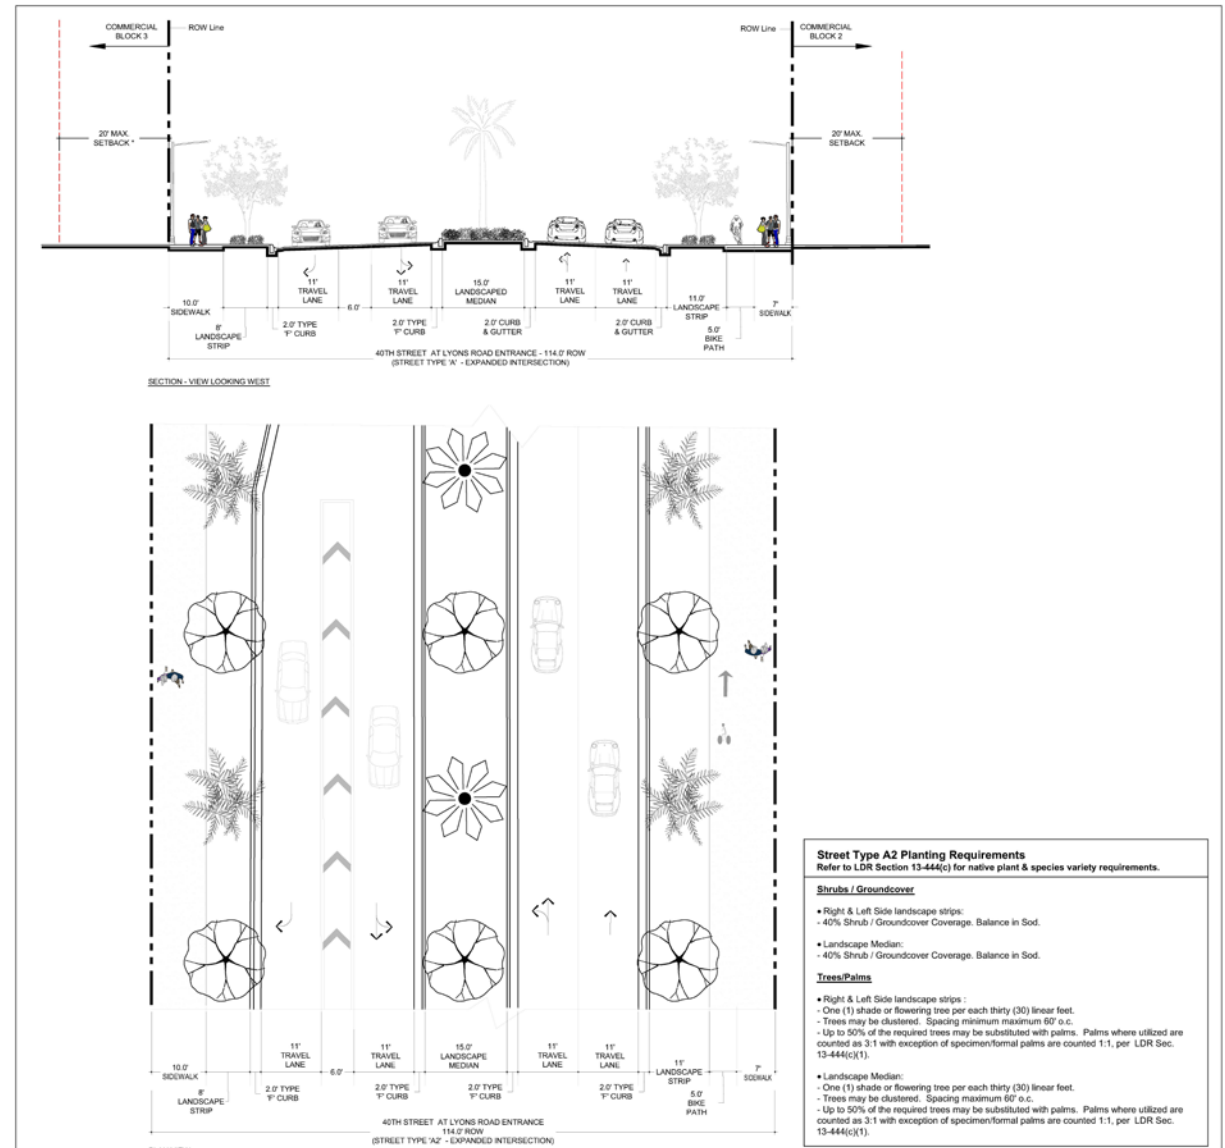 COMMERCIAL
BLOCK 3
ROW Line
ROW Line
COMMERCIAL
BLOCK 2
20' MAX.
SETBACK *
20' MAX.
SETBACK
10.0'
SIDEWALK
8'
LANDSCAPE
STRIP
2.0' TYPE
'F' CURB
11'
TRAVEL
LANE
6.0'
11'
TRAVEL
LANE
2.0' TYPE
'F' CURB
15.0'
LANDSCAPED
MEDIAN
2.0' CURB
& GUTTER
11'
TRAVEL
LANE
11'
TRAVEL
LANE
2.0' CURB
& GUTTER
11.0'
LANDSCAPE
STRIP
5.0'
BIKE
PATH
7'
SIDEWALK
40TH STREET AT LYONS ROAD ENTRANCE - 114.0' ROW
(STREET TYPE 'A' - EXPANDED INTERSECTION)
SECTION - VIEW LOOKING WEST
10.0'
SIDEWALK
8'
LANDSCAPE
STRIP
2.0' TYPE
'F' CURB
11'
TRAVEL
LANE
6.0'
11'
TRAVEL
LANE
2.0' TYPE
'F' CURB
15.0'
LANDSCAPE
MEDIAN
2.0' TYPE
'F' CURB
11'
TRAVEL
LANE
11'
TRAVEL
LANE
2.0' TYPE
'F' CURB
11'
LANDSCAPE
STRIP
5.0'
BIKE
PATH
7'
SIDEWALK
40TH STREET AT LYONS ROAD ENTRANCE
114.0' ROW
(STREET TYPE 'A2' - EXPANDED INTERSECTION)
Street Type A2 Planting Requirements
Refer to LDR Section 13-444(c) for native plant & species variety requirements.
Shrubs / Groundcover
• Right & Left Side landscape strips:
- 40% Shrub / Groundcover Coverage. Balance in Sod.
• Landscape Median:
- 40% Shrub / Groundcover Coverage. Balance in Sod.
Trees/Palms
• Right & Left Side landscape strips :
- One (1) shade or flowering tree per each thirty (30) linear feet.
- Trees may be clustered. Spacing minimum maximum 60' o.c.
- Up to 50% of the required trees may be substituted with palms. Palms where utilized are
counted as 3:1 with exception of specimen/formal palms are counted 1:1, per LDR Sec.
13-444(c)(1).
• Landscape Median:
- One (1) shade or flowering tree per each thirty (30) linear feet.
- Trees may be clustered. Spacing maximum 60' o.c.
- Up to 50% of the required trees may be substituted with palms. Palms where utilized are
counted as 3:1 with exception of specimen/formal palms are counted 1:1, per LDR Sec.
13-444(c)(1).